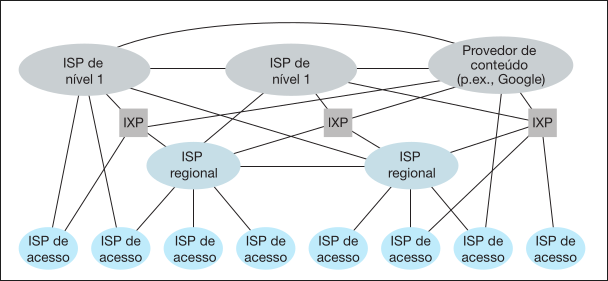 ISP de
nível 1
ISP de
nível 1
Provedor de
conteúdo
(p.ex., Google)
IXP
IXP
IXP
ISP
regional
ISP
regional
ISP de
acesso
ISP de
acesso
ISP de
acesso
ISP de
acesso
ISP de
acesso
ISP de
acesso
ISP de
acesso
ISP de
acesso